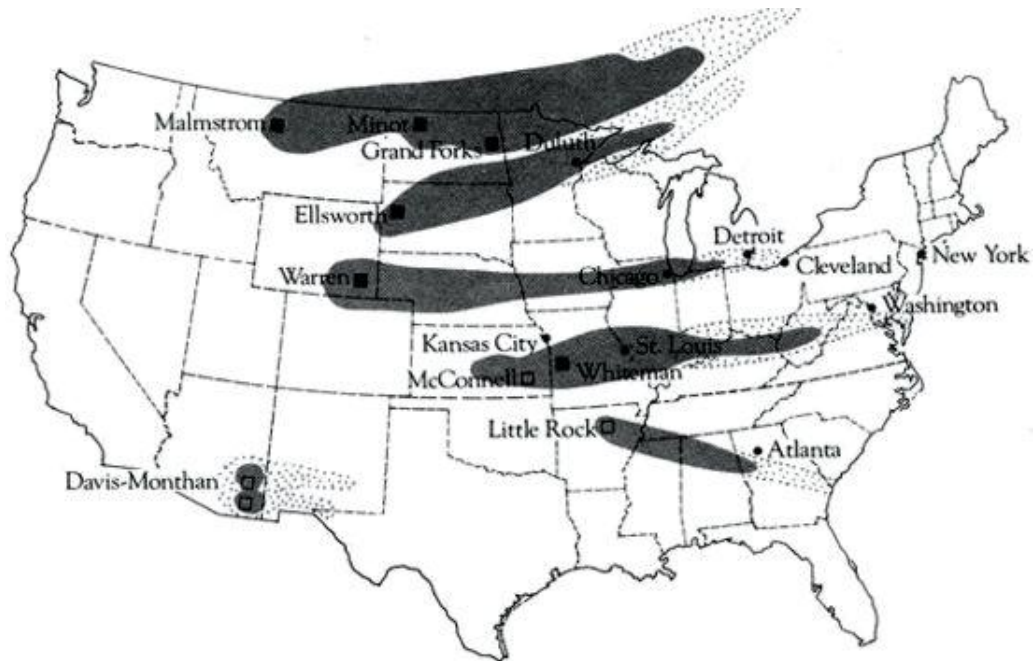 Malmstrom
Minot
Grand Forks
Duluth
Ellsworth
Detroit
Warren
Chicago
Cleveland
New York
Washington
Kansas City
St. Louis
McConnell
Whiteman
Little Rock
Atlanta
Davis-Monthan